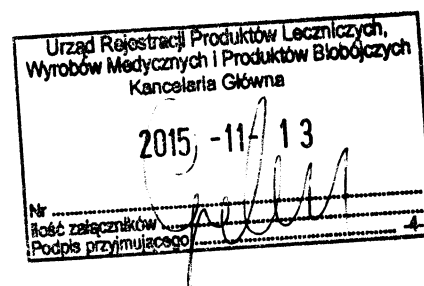 Urząd Rejestracji Produktów Leczniczych,
Wyrobów Medycznych i Produktów Biobójczych
Kancelaria Główna
2015 -11- 13
Nr
Ilość załączników
Podpis przyjmującego
-4-